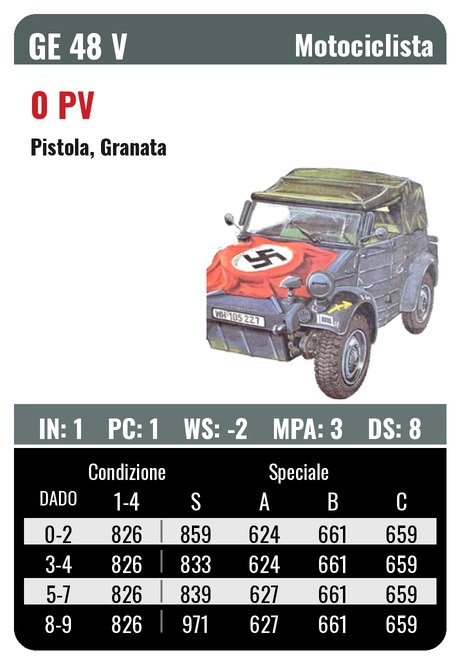 GE 48 V Motociclista
0 PV
Pistola, Granata
WH-105 227
IN: 1 PC: 1 WS: -2 MPA: 3 DS: 8
Condizione Speciale
DADO 1-4 S A B C
0-2 826 859 624 661 659
3-4 826 833 624 661 659
5-7 826 839 627 661 659
8-9 826 971 627 661 659